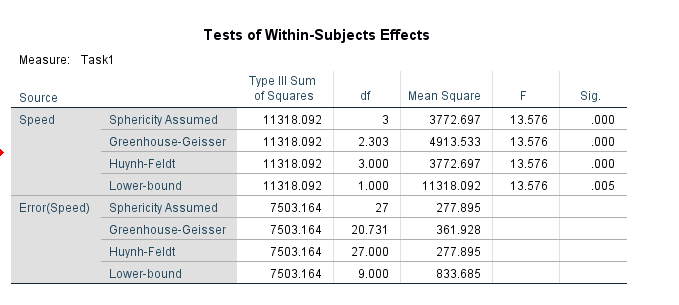 Tests of Within-Subjects Effects
Measure: Task1
Source Type III Sum of Squares df Mean Square F Sig.
Speed Sphericity Assumed 11318.092 3 3772.697 13.576 .000
Greenhouse-Geisser 11318.092 2.303 4913.533 13.576 .000
Huynh-Feldt 11318.092 3.000 3772.697 13.576 .000
Lower-bound 11318.092 1.000 11318.092 13.576 .005
Error(Speed) Sphericity Assumed 7503.164 27 277.895
Greenhouse-Geisser 7503.164 20.731 361.928
Huynh-Feldt 7503.164 27.000 277.895
Lower-bound 7503.164 9.000 833.685